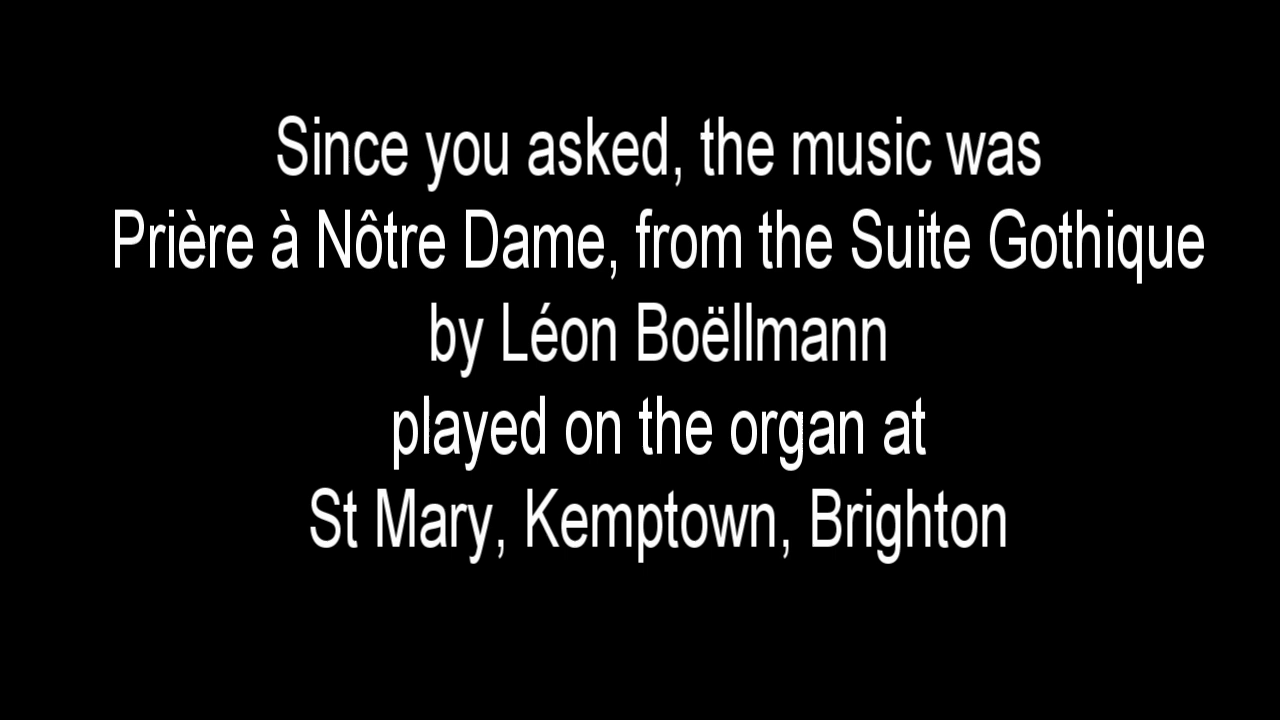 Since you asked, the music was
Prière à Nôtre Dame, from the Suite Gothique
by Léon Boëllmann
played on the organ at
St Mary, Kemptown, Brighton